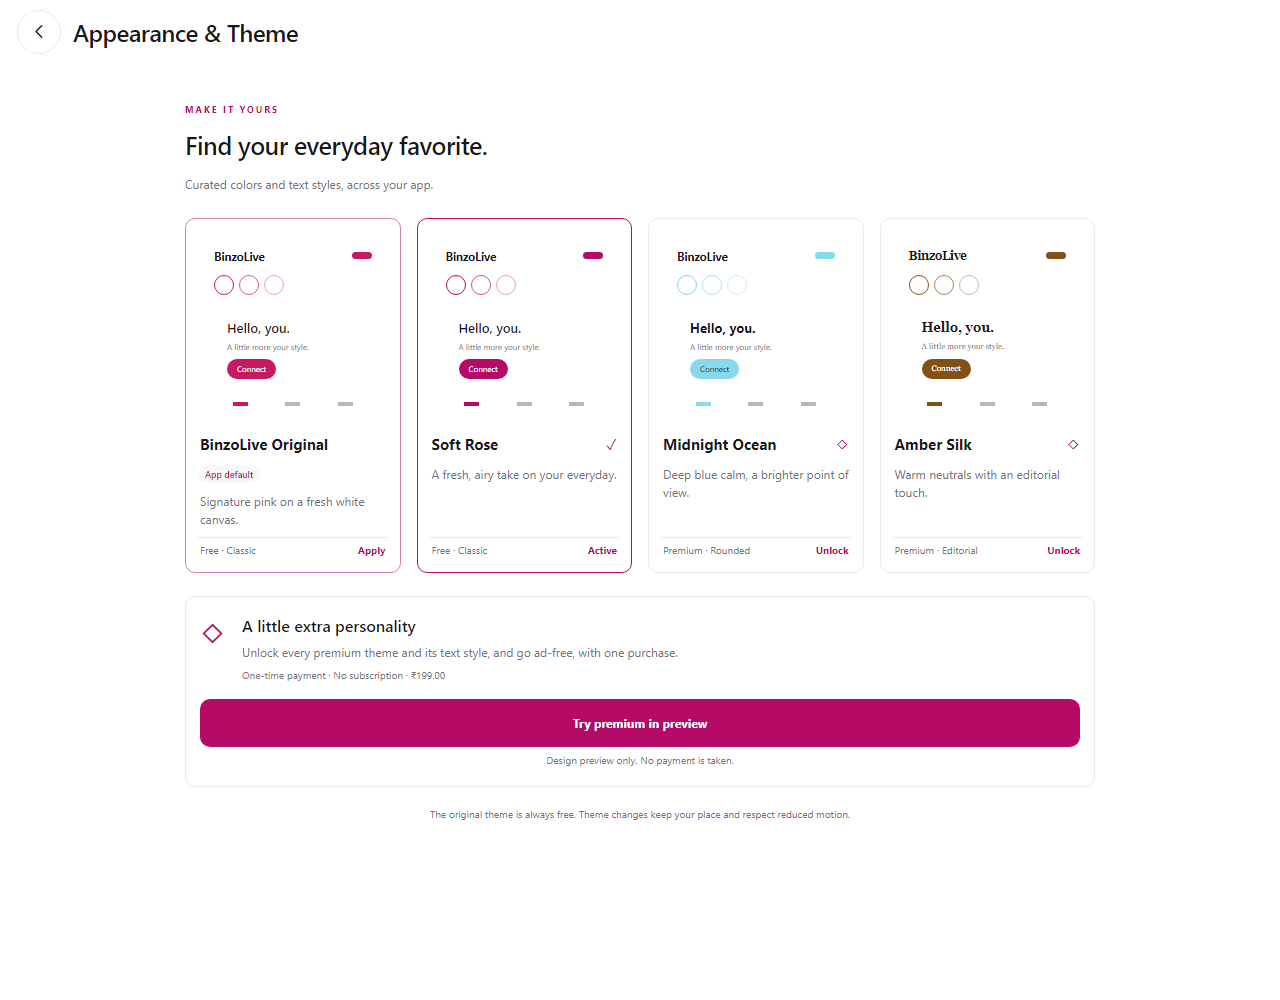 Appearance & Theme
MAKE IT YOURS
Find your everyday favorite.
Curated colors and text styles, across your app.
BinzoLive
Hello, you.
A little more your style.
Connect
BinzoLive Original
App default
Signature pink on a fresh white
canvas.
Free · Classic
Apply
BinzoLive
Hello, you.
A little more your style.
Connect
Soft Rose
A fresh, airy take on your everyday.
Free · Classic
Active
BinzoLive
Hello, you.
A little more your style.
Connect
Midnight Ocean
Deep blue calm, a brighter point of
view.
Premium · Rounded
Unlock
BinzoLive
Hello, you.
A little more your style.
Connect
Amber Silk
Warm neutrals with an editorial
touch.
Premium · Editorial
Unlock
A little extra personality
Unlock every premium theme and its text style, and go ad-free, with one purchase.
One-time payment · No subscription · ₹199.00
Try premium in preview
Design preview only. No payment is taken.
The original theme is always free. Theme changes keep your place and respect reduced motion.